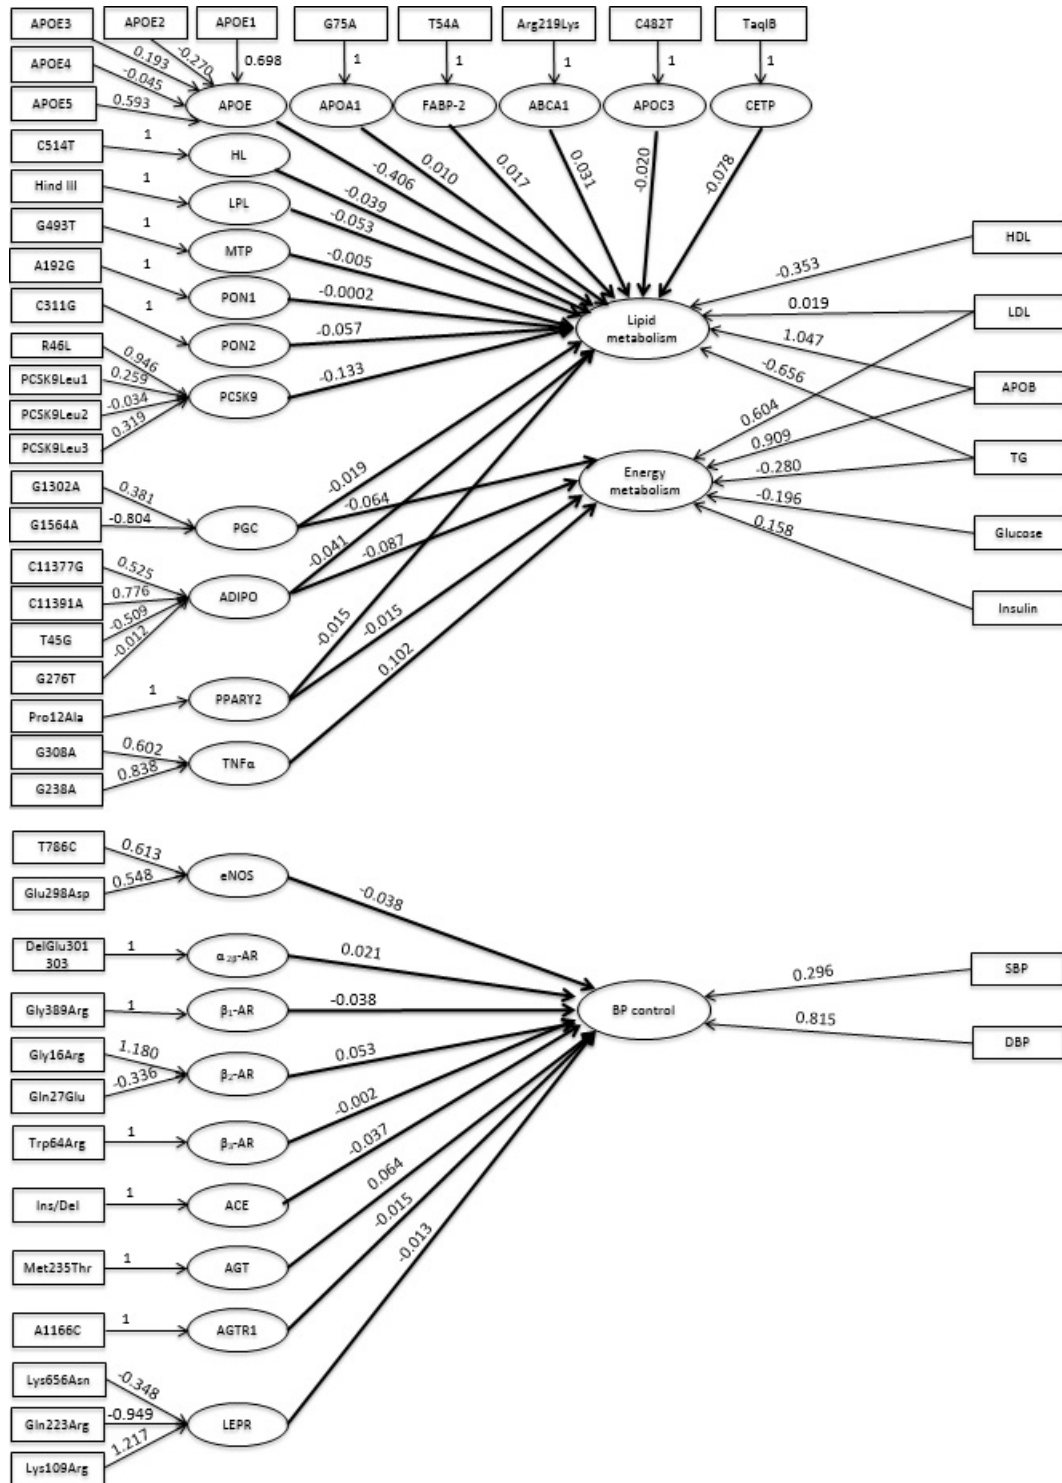 APOE3
APOE2
APOE1
G75A
T54A
Arg219Lys
C482T
TaqIB
APOE4
0.193
-0.270
0.698
1
1
1
1
1
-0.045
APOE5
0.593
APOE
APOA1
FABP-2
ABCA1
APOC3
CETP
C514T
1
HL
-0.406
0.010
0.017
0.031
-0.020
-0.078
Hind III
1
LPL
-0.039
-0.053
G493T
1
MTP
-0.005
HDL
A192G
1
PON1
-0.0002
-0.353
C311G
1
PON2
-0.057
Lipid
metabolism
0.019
LDL
R46L
0.946
1.047
PCSK9Leu1
0.259
PCSK9
-0.133
-0.656
APOB
PCSK9Leu2
-0.034
0.604
PCSK9Leu3
0.319
0.909
TG
G1302A
0.381
-0.019
Energy
metabolism
-0.280
G1564A
-0.804
PGC
-0.064
-0.196
Glucose
0.158
C11377G
0.525
-0.041
-0.087
C11391A
0.776
ADIPO
Insulin
T45G
-0.509
-0.015
-0.015
G276T
-0.012
0.102
Pro12Ala
1
PPARY2
G308A
0.602
TNFα
G238A
0.838
T786C
0.613
eNOS
-0.038
Glu298Asp
0.548
DelGlu301
303
1
α2β-AR
0.021
SBP
0.296
Gly389Arg
1
β1-AR
-0.038
BP control
0.815
DBP
Gly16Arg
1.180
β2-AR
0.053
Gln27Glu
-0.336
-0.002
Trp64Arg
1
β3-AR
-0.037
Ins/Del
1
ACE
0.064
-0.015
Met235Thr
1
AGT
-0.013
A1166C
1
AGTR1
Lys656Asn
-0.348
Gln223Arg
-0.949
LEPR
Lys109Arg
1.217